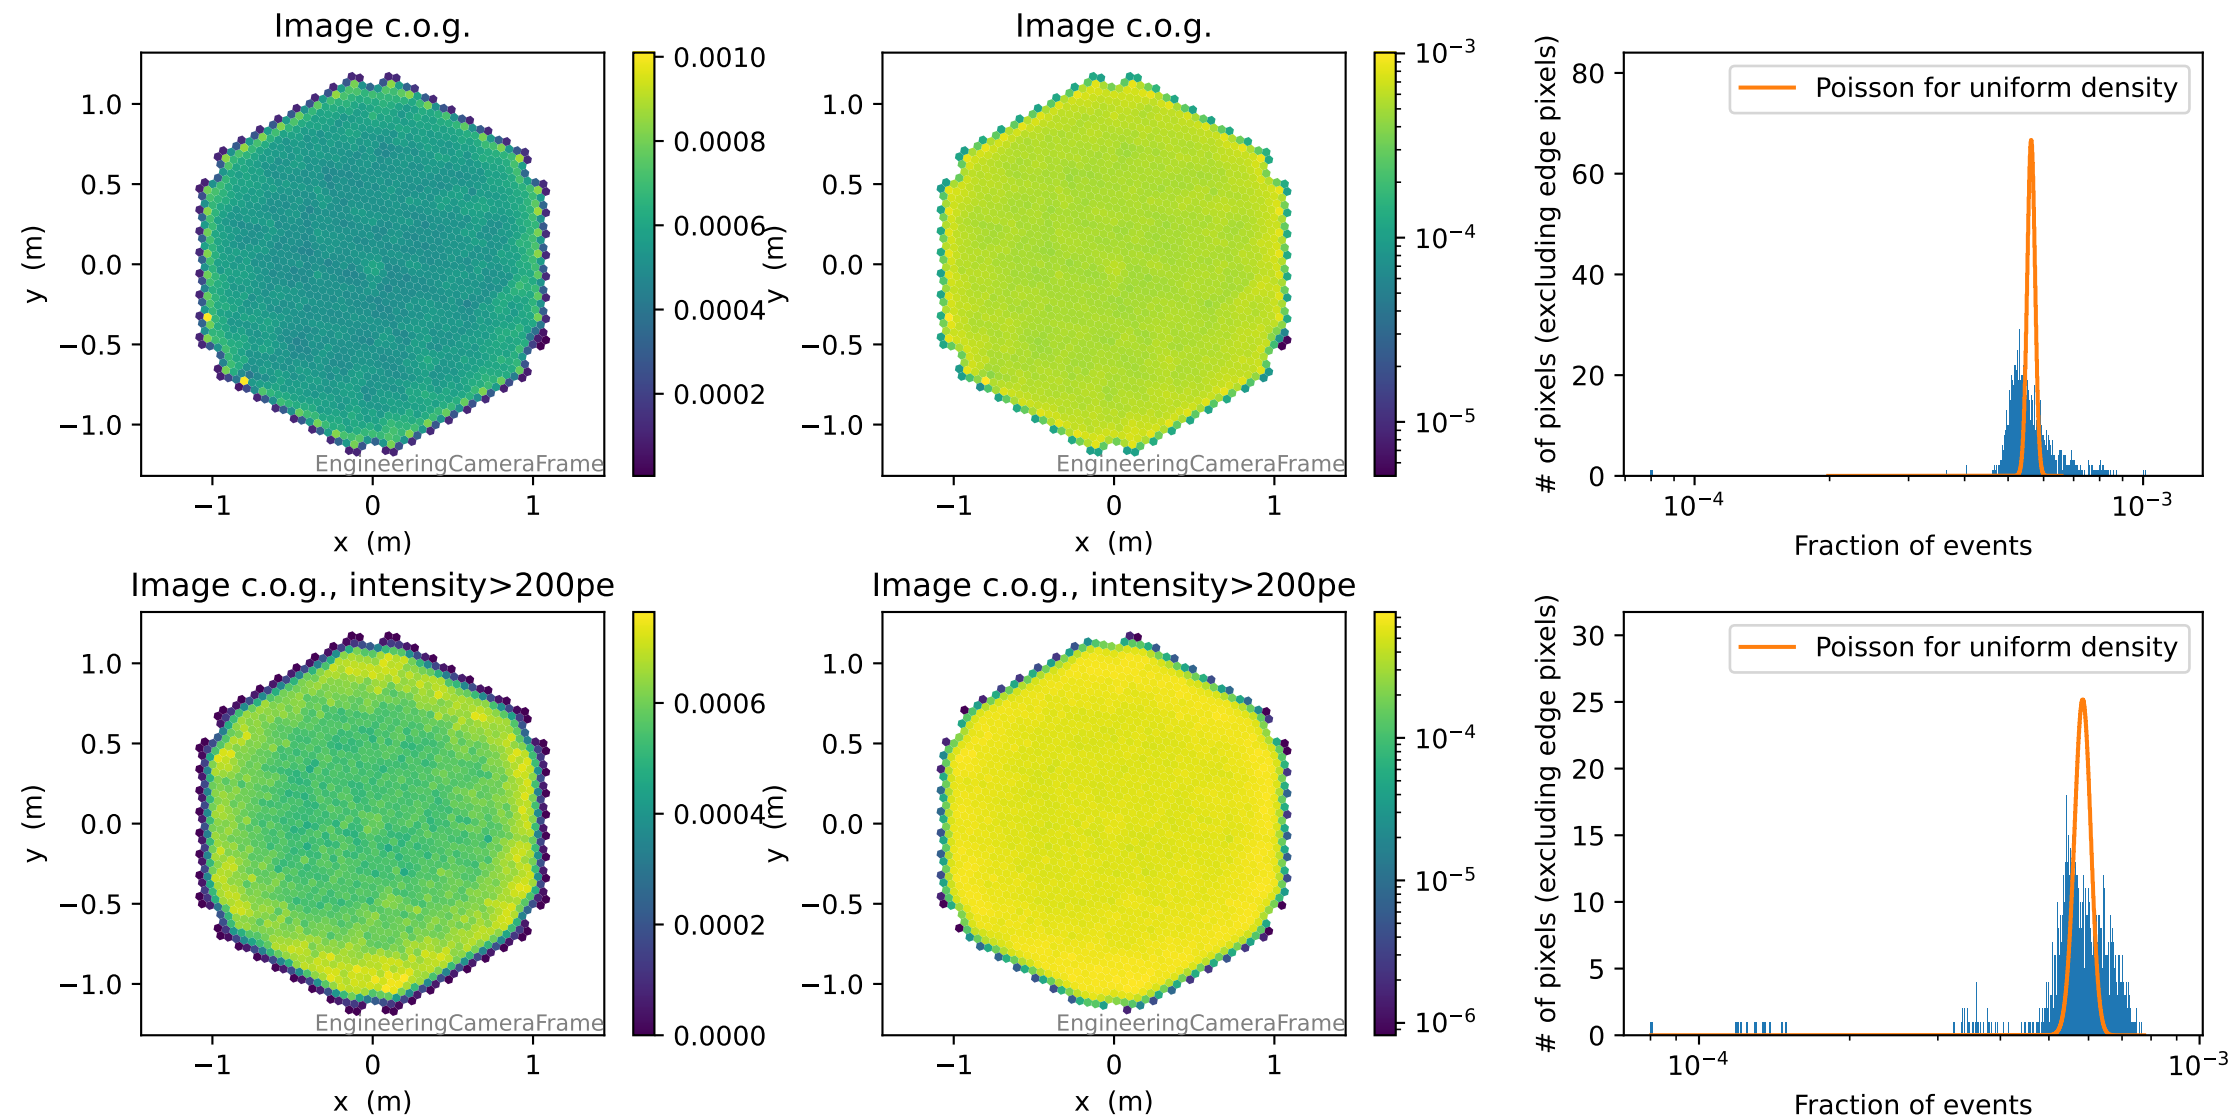 Image c.o.g.
1.0
0.5
0.0
−0.5
−1.0
y (m)
−1 0 1
x (m)
EngineeringCameraFrame
0.0010
0.0008
0.0006
0.0004
0.0002
Image c.o.g.
1.0
0.5
0.0
−0.5
−1.0
y (m)
−1 0 1
x (m)
EngineeringCameraFrame
10⁻³
10⁻⁴
10⁻⁵
# of pixels (excluding edge pixels)
80
60
40
20
0
Poisson for uniform density
10⁻⁴ 10⁻³
Fraction of events
Image c.o.g., intensity>200pe
1.0
0.5
0.0
−0.5
−1.0
y (m)
−1 0 1
x (m)
EngineeringCameraFrame
0.0006
0.0004
0.0002
0.0000
Image c.o.g., intensity>200pe
1.0
0.5
0.0
−0.5
−1.0
y (m)
−1 0 1
x (m)
EngineeringCameraFrame
10⁻⁴
10⁻⁵
10⁻⁶
# of pixels (excluding edge pixels)
30
25
20
15
10
5
0
Poisson for uniform density
10⁻⁴ 10⁻³
Fraction of events